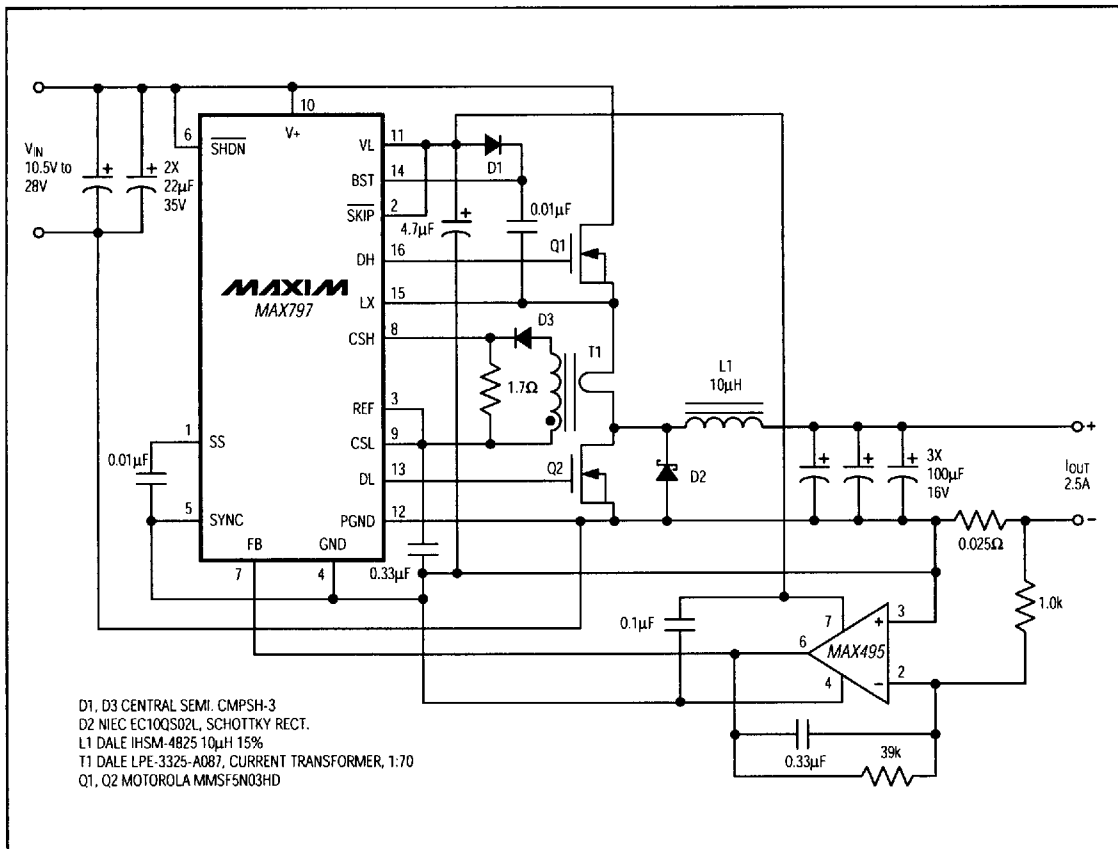 10
V+
6
SHDN
VIN
10.5V to
28V
2X
22µF
35V
VL
11
BST
14
SKIP
2
D1
4.7µF
0.01µF
DH
16
Q1
MAXIM
MAX797
LX
15
CSH
8
D3
T1
1.7Ω
L1
10µH
REF
3
CSL
9
1
SS
0.01µF
DL
13
Q2
D2
3X
100µF
16V
+
IOUT
2.5A
5
SYNC
PGND
12
−
0.025Ω
FB
GND
7
4
0.33µF
1.0k
0.1µF
7
+
3
6
MAX495
4
−
2
0.33µF
39k
D1, D3 CENTRAL SEMI. CMPSH-3
D2 NIEC EC10QS02L, SCHOTTKY RECT.
L1 DALE IHSM-4825 10µH 15%
T1 DALE LPE-3325-A087, CURRENT TRANSFORMER, 1:70
Q1, Q2 MOTOROLA MMSF5N03HD